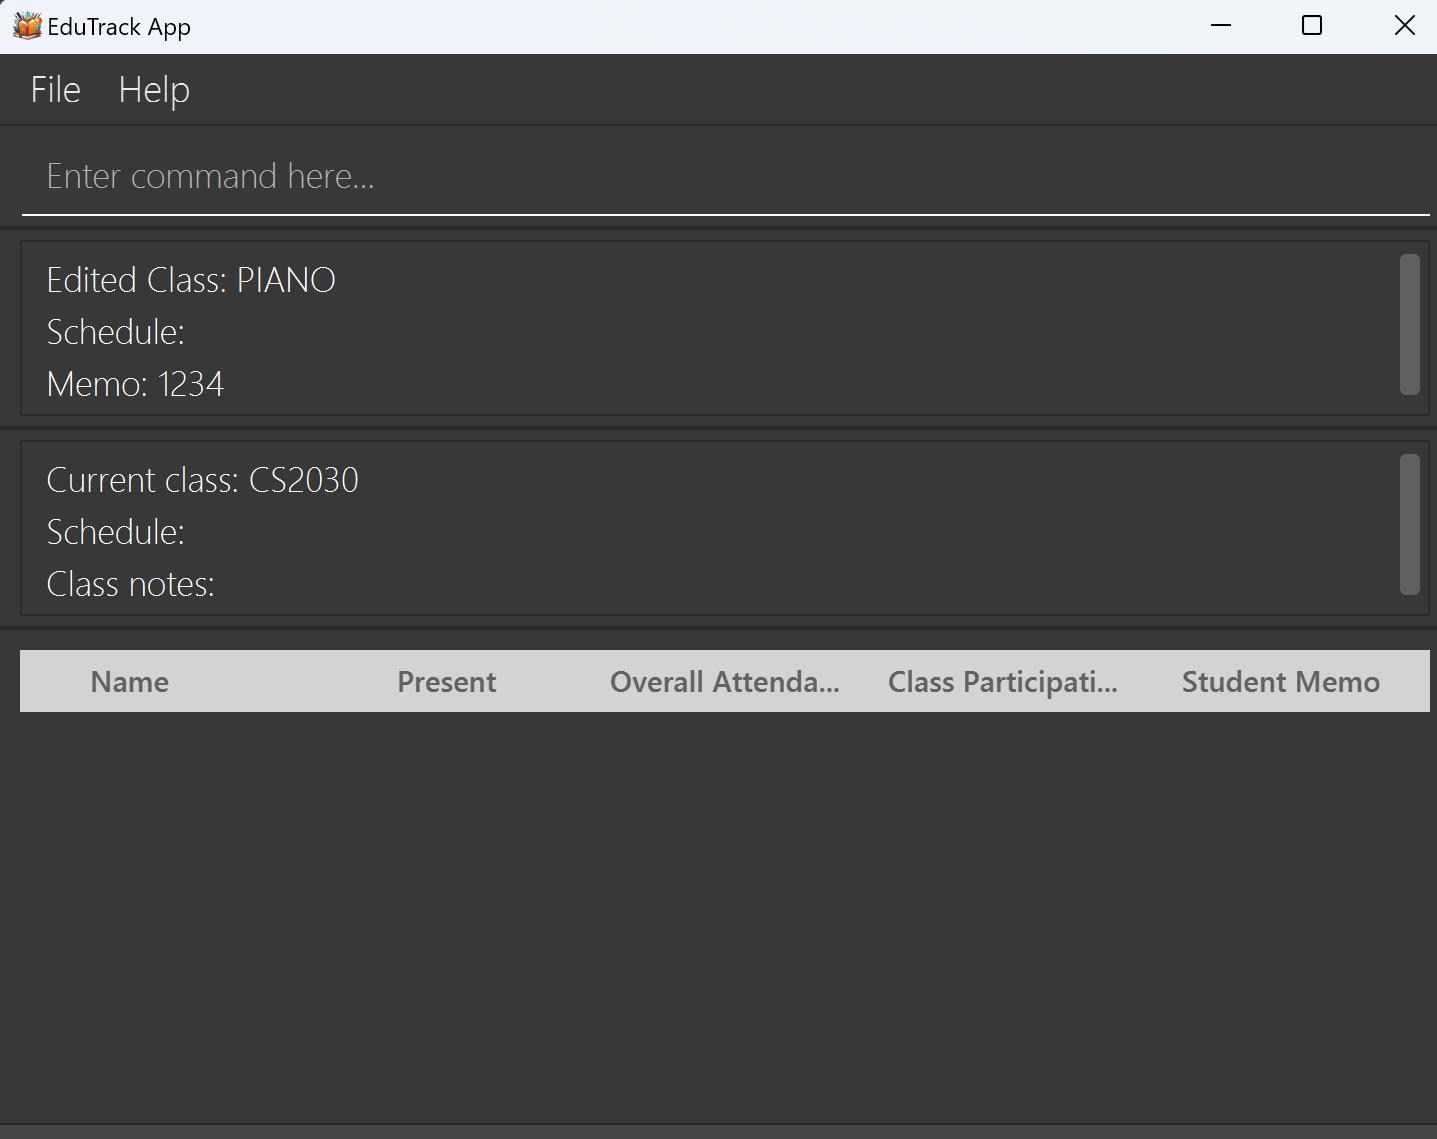 EduTrack App
File Help
Enter command here...
Edited Class: PIANO
Schedule:
Memo: 1234
Current class: CS2030
Schedule:
Class notes:
Name Present Overall Attenda... Class Participati... Student Memo